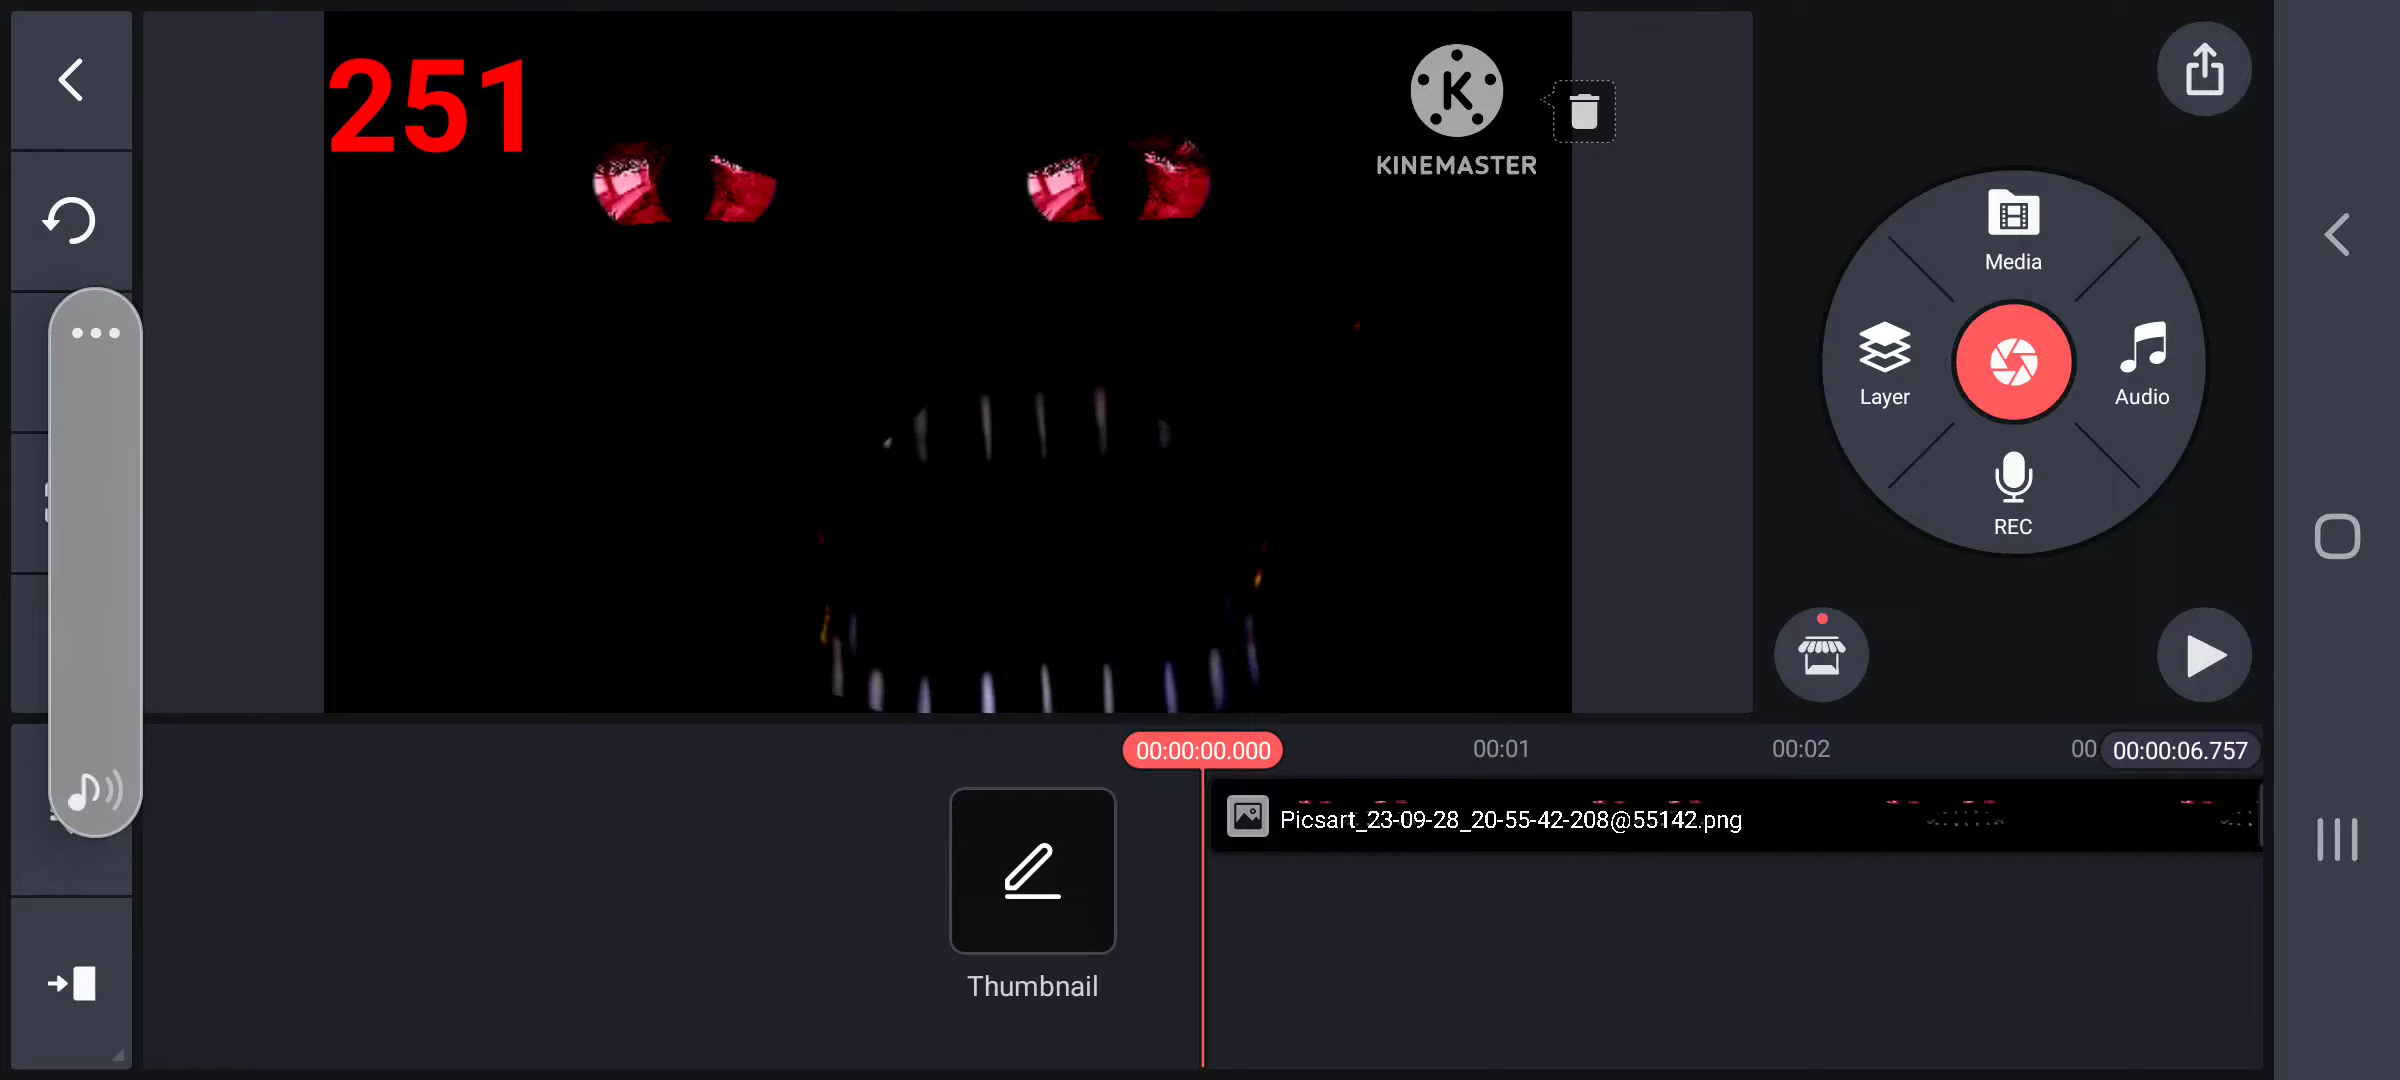 251
KINEMASTER
Media
Layer
Audio
REC
00:00:00.000
00:01
00:02
00
00:00:06.757
Picsart_23-09-28_20-55-42-208@55142.png
Thumbnail